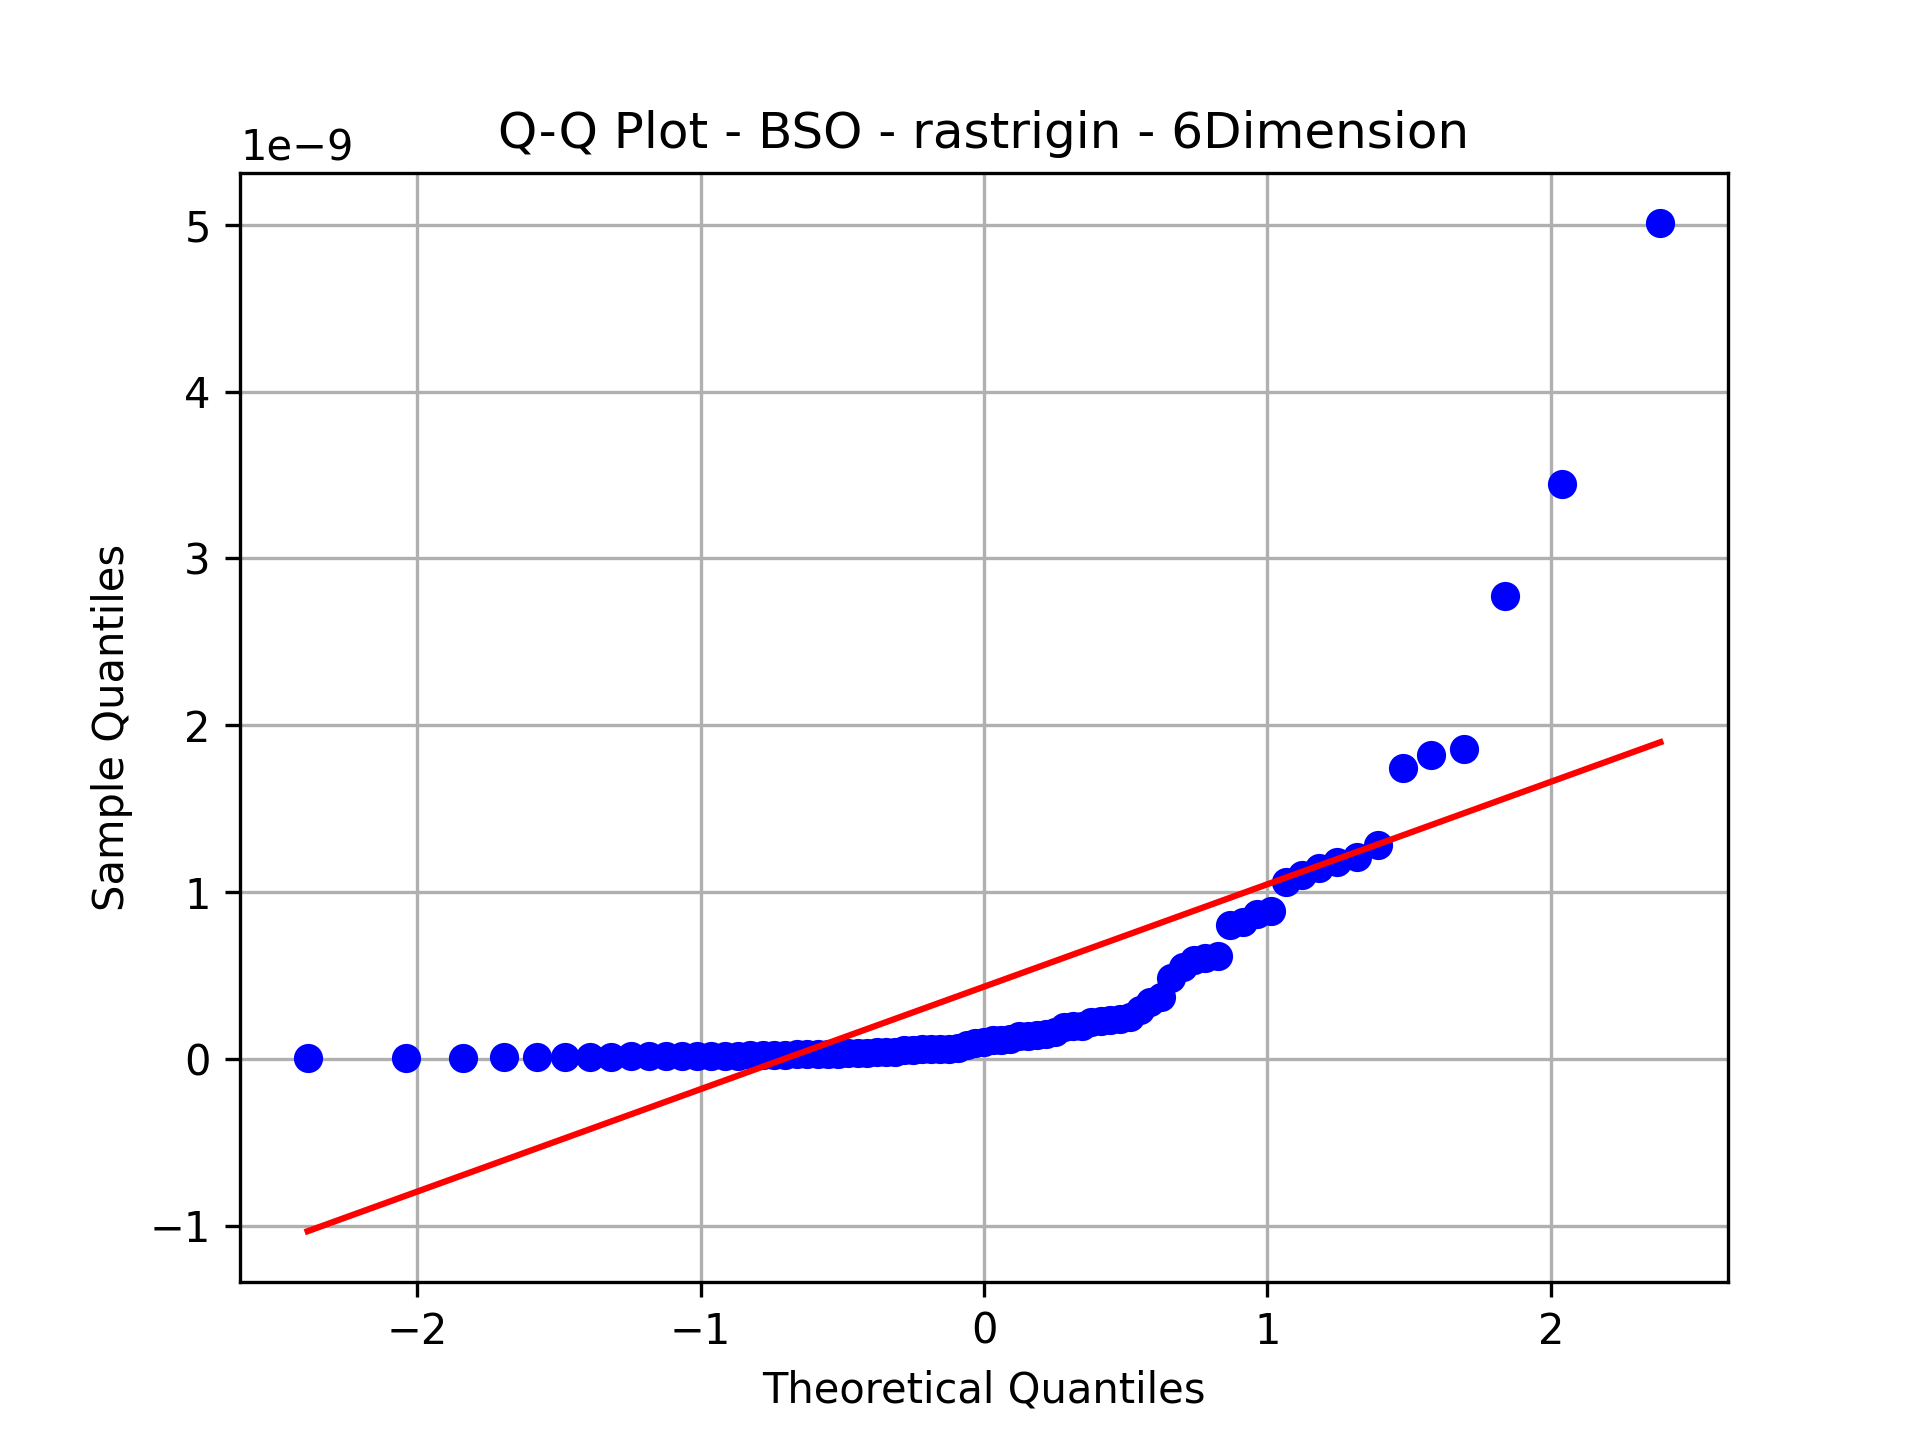 Q-Q Plot - BSO - rastrigin - 6Dimension
1e−9
5
4
3
2
1
0
−1
Sample Quantiles
−2 −1 0 1 2
Theoretical Quantiles